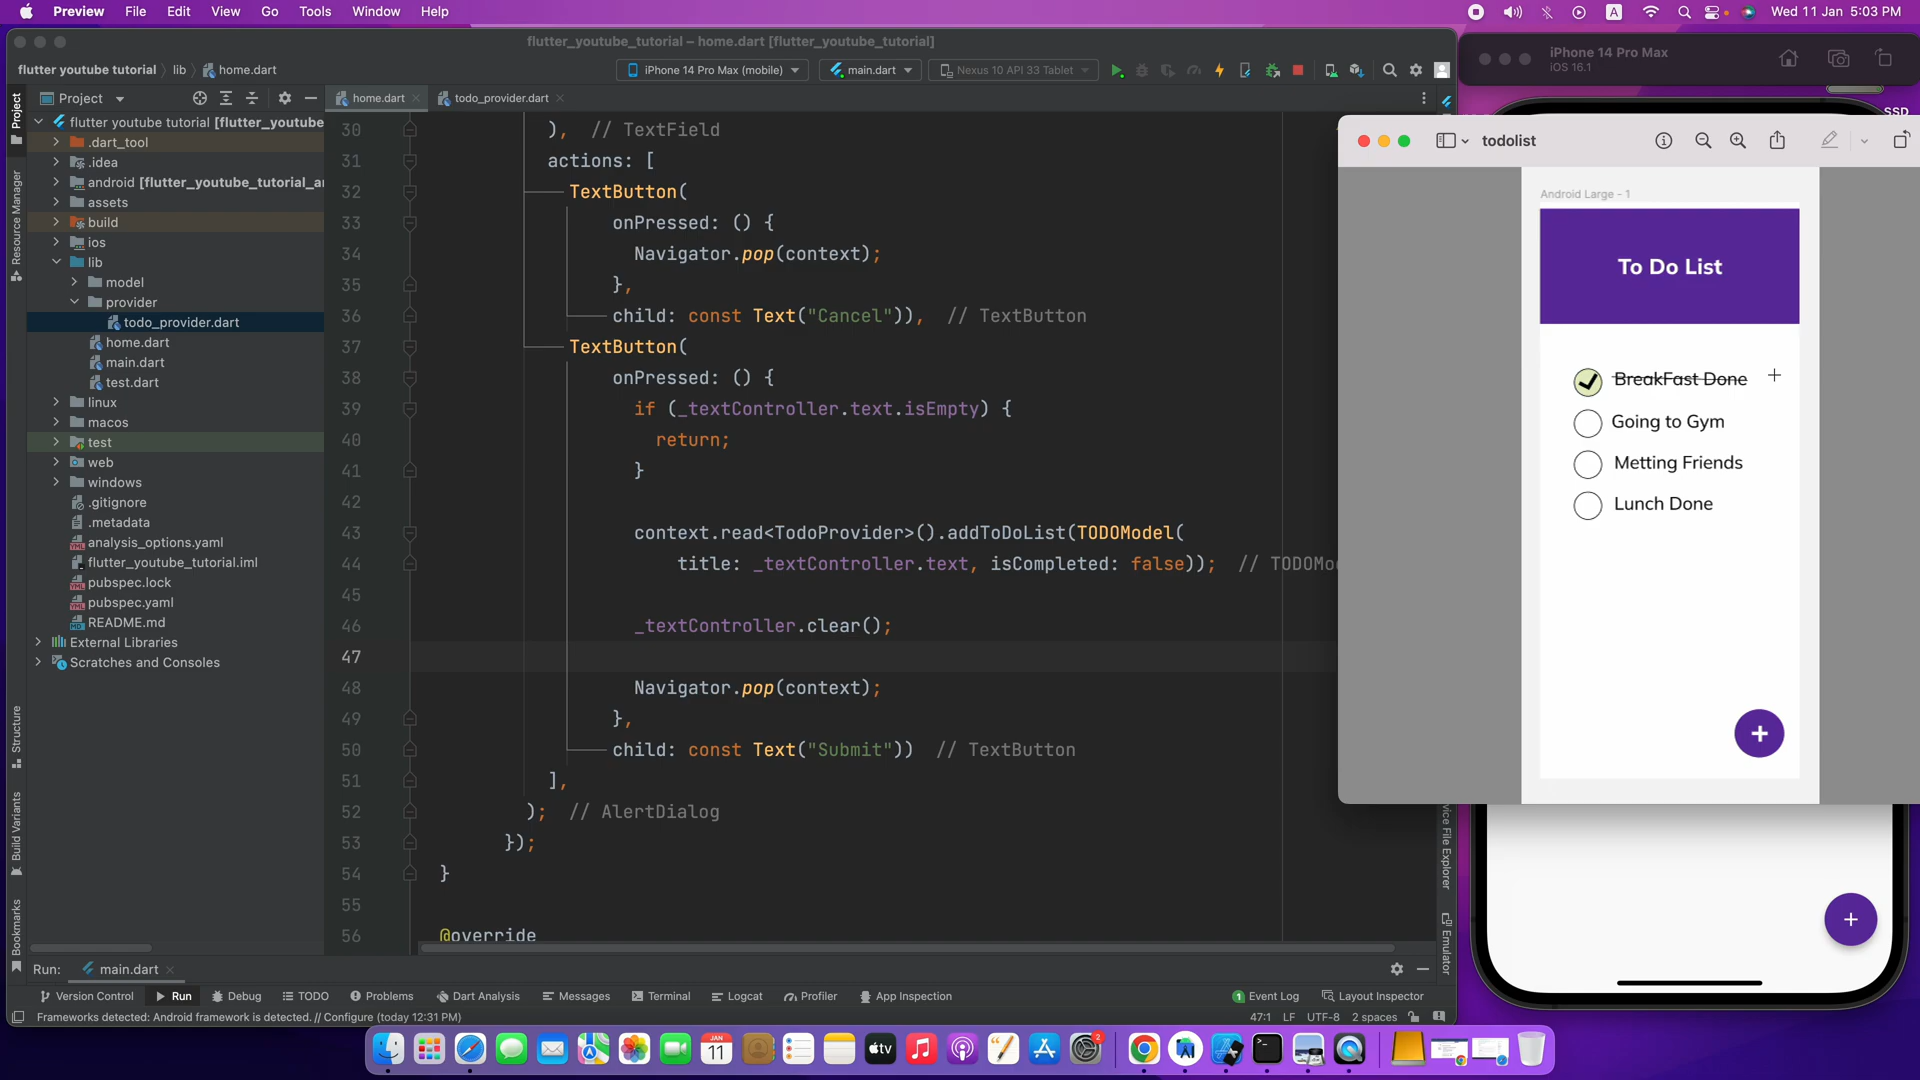 Preview File Edit View Go Tools Window Help
A Wed 11 Jan 5:03 PM
flutter_youtube_tutorial – home.dart [flutter_youtube_tutorial]
flutter youtube tutorial lib home.dart
iPhone 14 Pro Max (mobile) main.dart Nexus 10 API 33 Tablet
iPhone 14 Pro Max
iOS 16.1
SSD
Project
home.dart todo_provider.dart
flutter youtube tutorial [flutter_youtube
.dart_tool
.idea
android [flutter_youtube_tutorial_a
assets
build
ios
lib
model
provider
todo_provider.dart
home.dart
main.dart
test.dart
linux
macos
test
web
windows
.gitignore
.metadata
analysis_options.yaml
flutter_youtube_tutorial.iml
pubspec.lock
pubspec.yaml
README.md
External Libraries
Scratches and Consoles
Project
Resource Manager
Structure
Build Variants
Bookmarks
30 ), // TextField
31 actions: [
32 TextButton(
33 onPressed: () {
34 Navigator.pop(context);
35 },
36 child: const Text("Cancel")), // TextButton
37 TextButton(
38 onPressed: () {
39 if (_textController.text.isEmpty) {
40 return;
41 }
42
43 context.read<TodoProvider>().addToDoList(TODOModel(
44 title: _textController.text, isCompleted: false)); // TODOMo
45
46 _textController.clear();
47
48 Navigator.pop(context);
49 },
50 child: const Text("Submit")) // TextButton
51 ],
52 ); // AlertDialog
53 });
54 }
55
56 @override
todolist
Android Large - 1
To Do List
BreakFast Done
Going to Gym
Metting Friends
Lunch Done
+
+
vice File Explorer
Emulator
Run: main.dart
Version Control Run Debug TODO Problems Dart Analysis Messages Terminal Logcat Profiler App Inspection
1 Event Log Layout Inspector
Frameworks detected: Android framework is detected. // Configure (today 12:31 PM)
47:1 LF UTF-8 2 spaces
JAN
11
tv
2